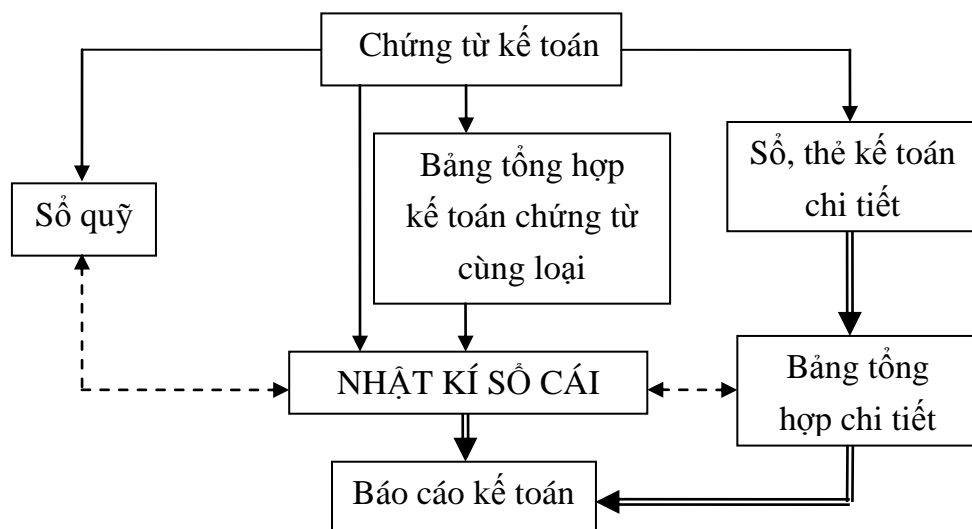 Chứng từ kế toán
Bảng tổng hợp
kế toán chứng từ
cùng loại
Sổ, thẻ kế toán
chi tiết
Sổ quỹ
NHẬT KÍ SỔ CÁI
Bảng tổng
hợp chi tiết
Báo cáo kế toán